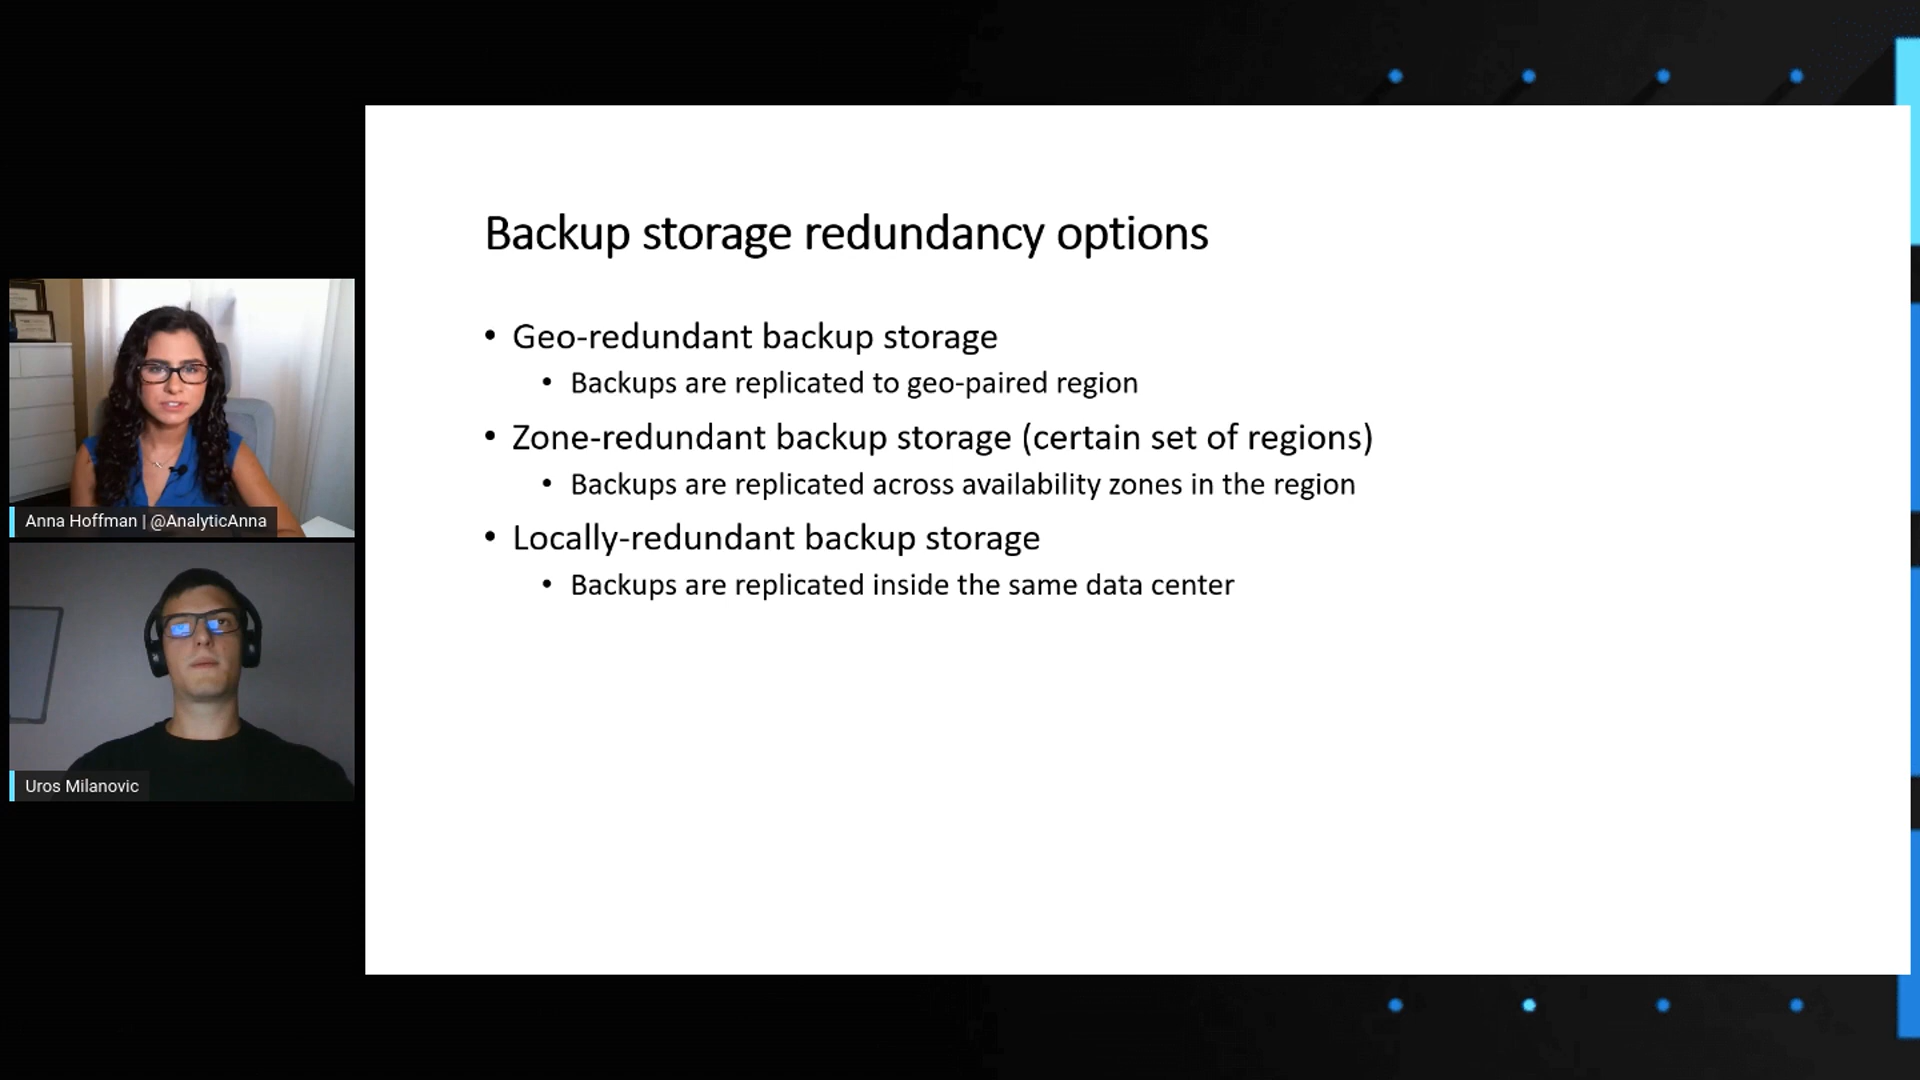 Backup storage redundancy options
• Geo-redundant backup storage
• Backups are replicated to geo-paired region
• Zone-redundant backup storage (certain set of regions)
• Backups are replicated across availability zones in the region
• Locally-redundant backup storage
• Backups are replicated inside the same data center
Anna Hoffman | @AnalyticAnna
Uros Milanovic